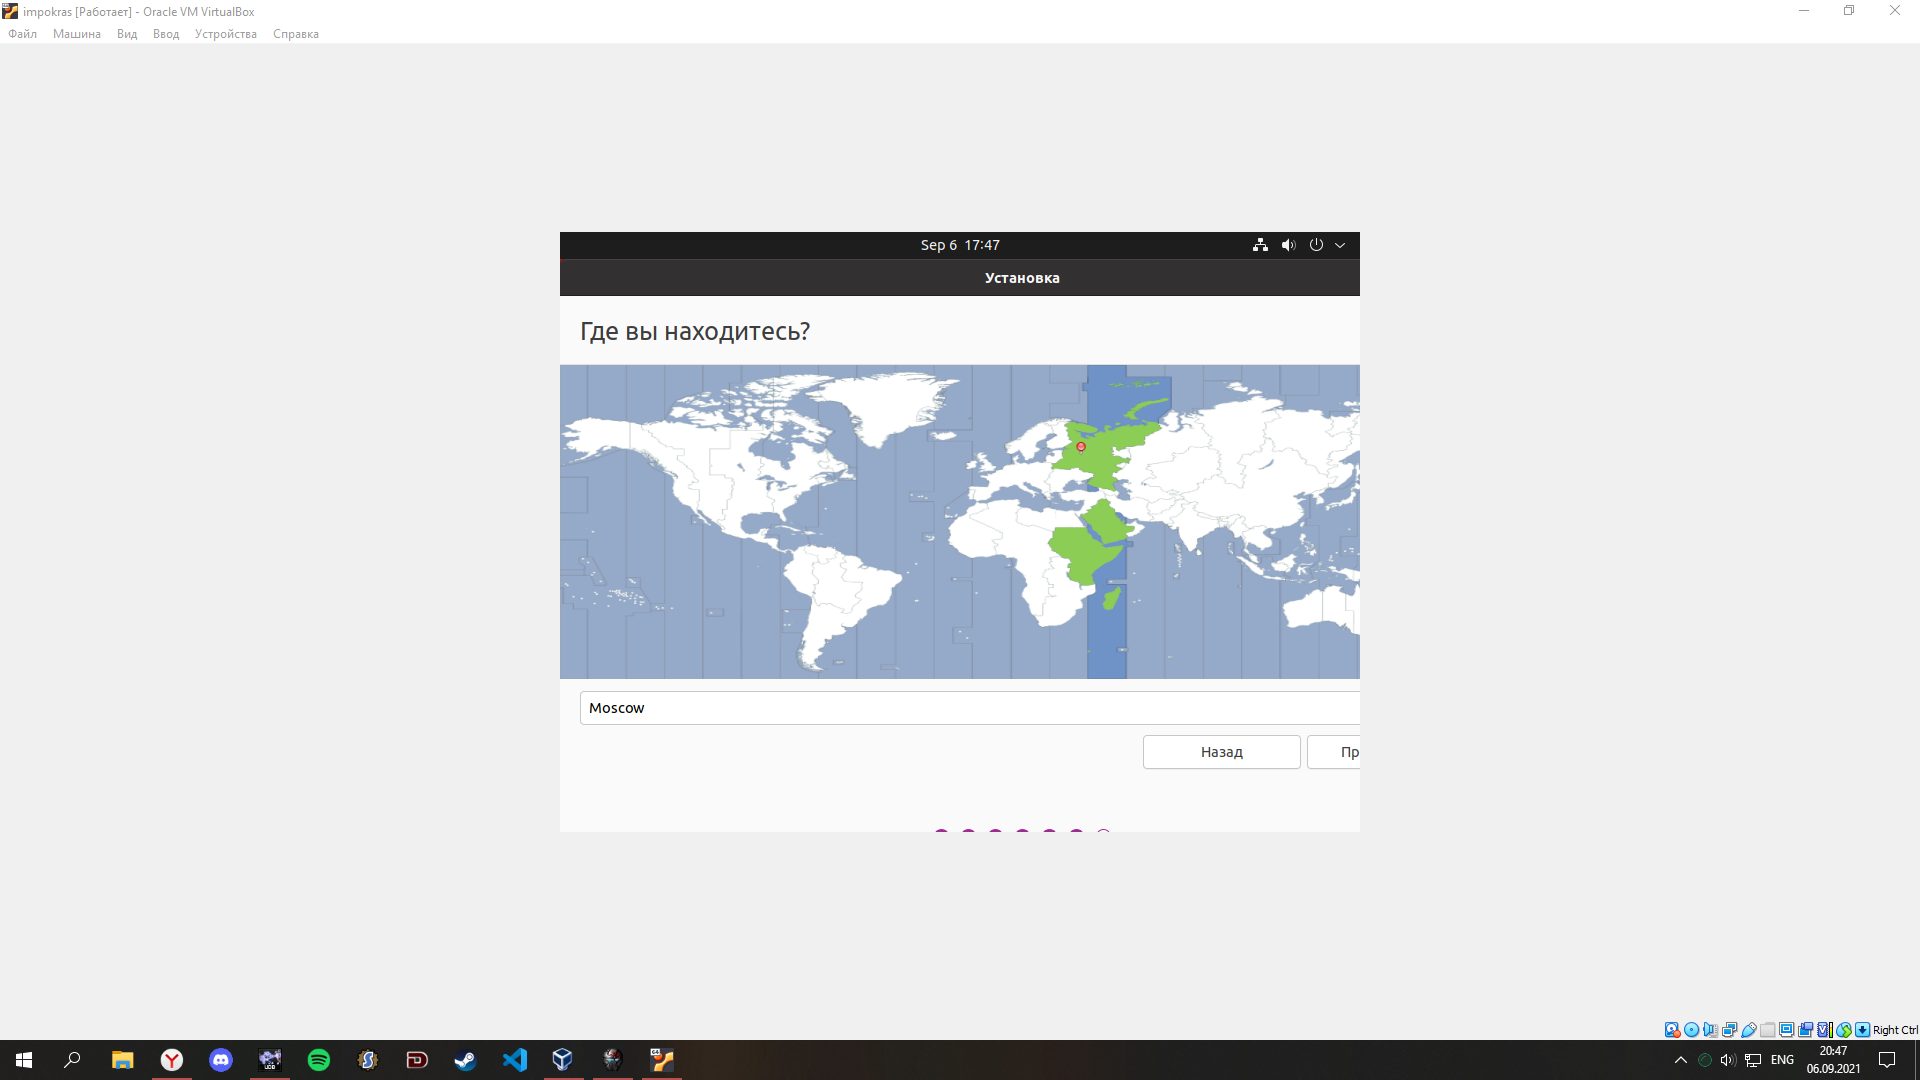 impokras [Работает] - Oracle VM VirtualBox
Файл Машина Вид Ввод Устройства Справка
Sep 6 17:47
Установка
Где вы находитесь?
Moscow
Назад Пр
Right Ctrl
ENG
20:47
06.09.2021